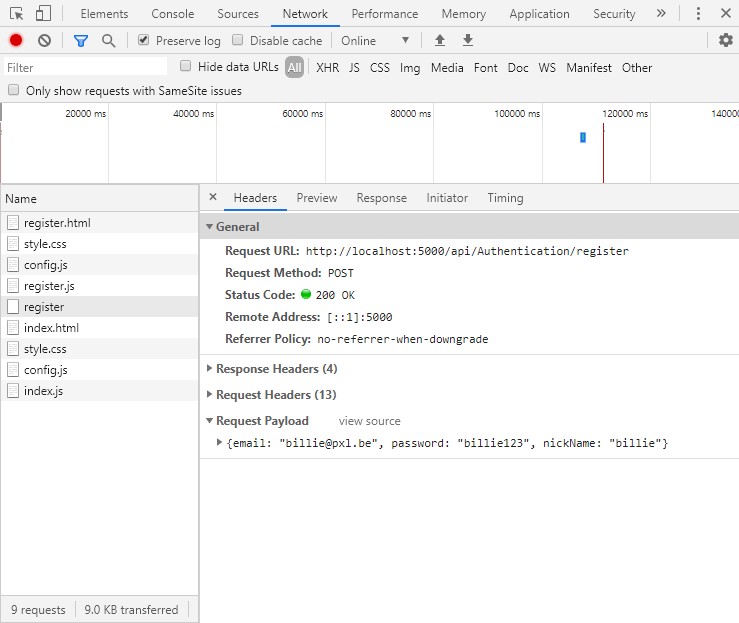 Elements Console Sources Network Performance Memory Application Security »
Preserve log Disable cache Online ▼
Filter Hide data URLs All XHR JS CSS Img Media Font Doc WS Manifest Other
Only show requests with SameSite issues
20000 ms 40000 ms 60000 ms 80000 ms 100000 ms 120000 ms 14000
Name
register.html
style.css
config.js
register.js
register
index.html
style.css
config.js
index.js
9 requests 9.0 KB transferred
× Headers Preview Response Initiator Timing
▼ General
Request URL: http://localhost:5000/api/Authentication/register
Request Method: POST
Status Code: 200 OK
Remote Address: [::1]:5000
Referrer Policy: no-referrer-when-downgrade
▶ Response Headers (4)
▶ Request Headers (13)
▼ Request Payload view source
▶ {email: "billie@pxl.be", password: "billie123", nickName: "billie"}